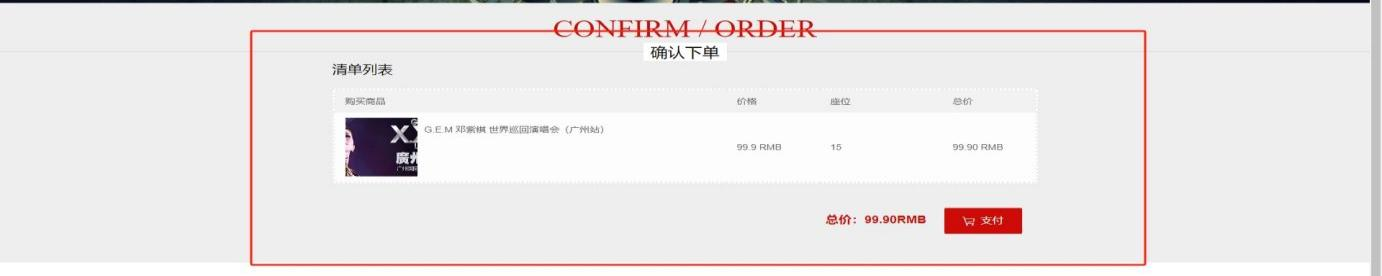 CONFIRM / ORDER
确认下单
清单列表
购买商品 价格 座位 总价
G.E.M 邓紫棋 世界巡回演唱会（广州站）
廣州
99.9 RMB 15 99.90 RMB
总价：99.90RMB 支付